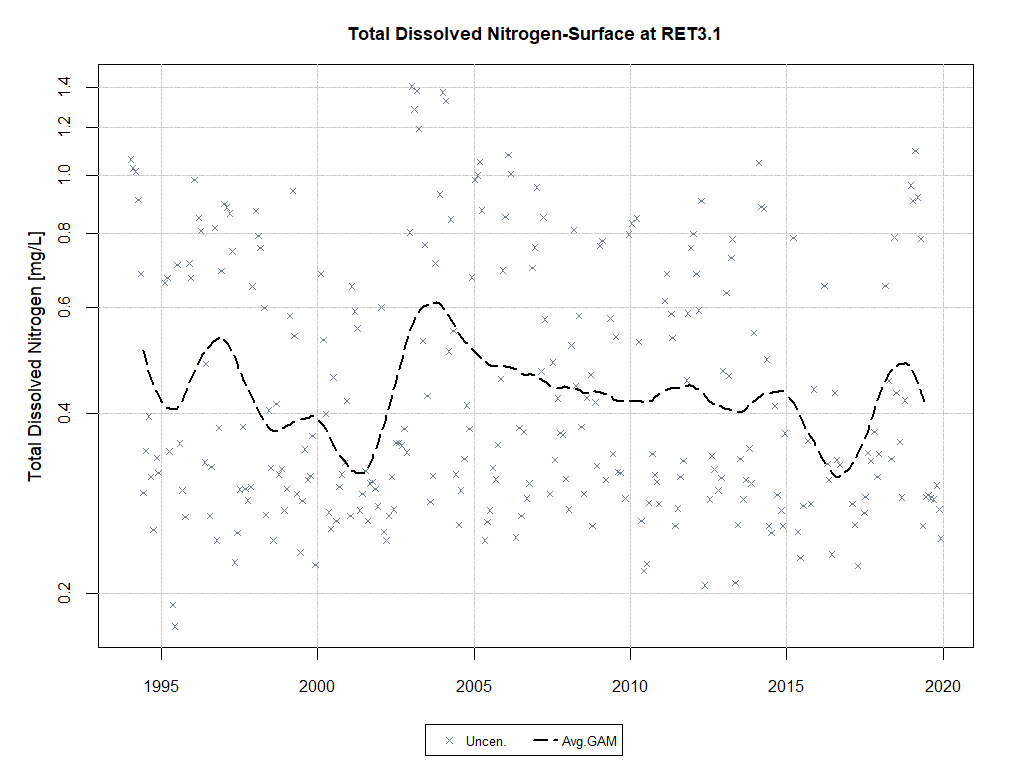 Total Dissolved Nitrogen-Surface at RET3.1
Total Dissolved Nitrogen [mg/L]
1.4
1.2
1.0
0.8
0.6
0.4
0.2
1995 2000 2005 2010 2015 2020
Uncen. Avg.GAM